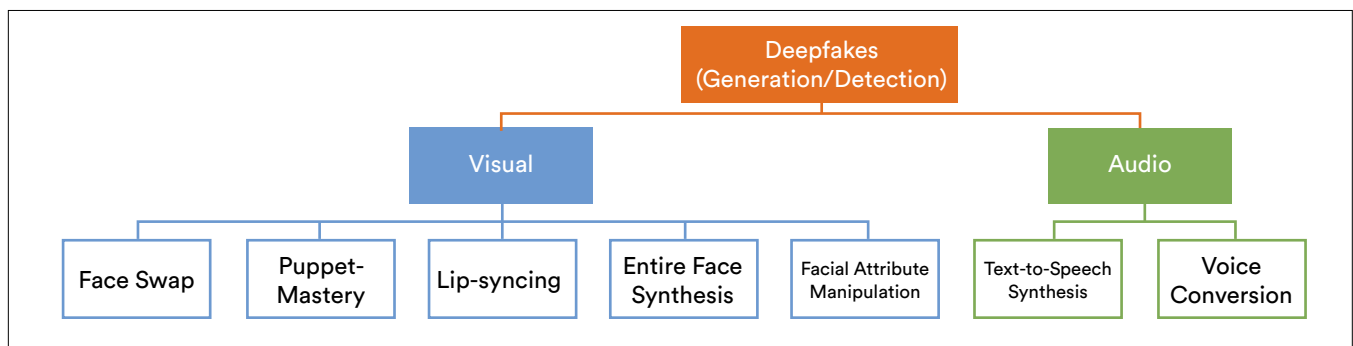 Deepfakes
(Generation/Detection)
Visual
Audio
Face Swap
Puppet-
Mastery
Lip-syncing
Entire Face
Synthesis
Facial Attribute
Manipulation
Text-to-Speech
Synthesis
Voice
Conversion